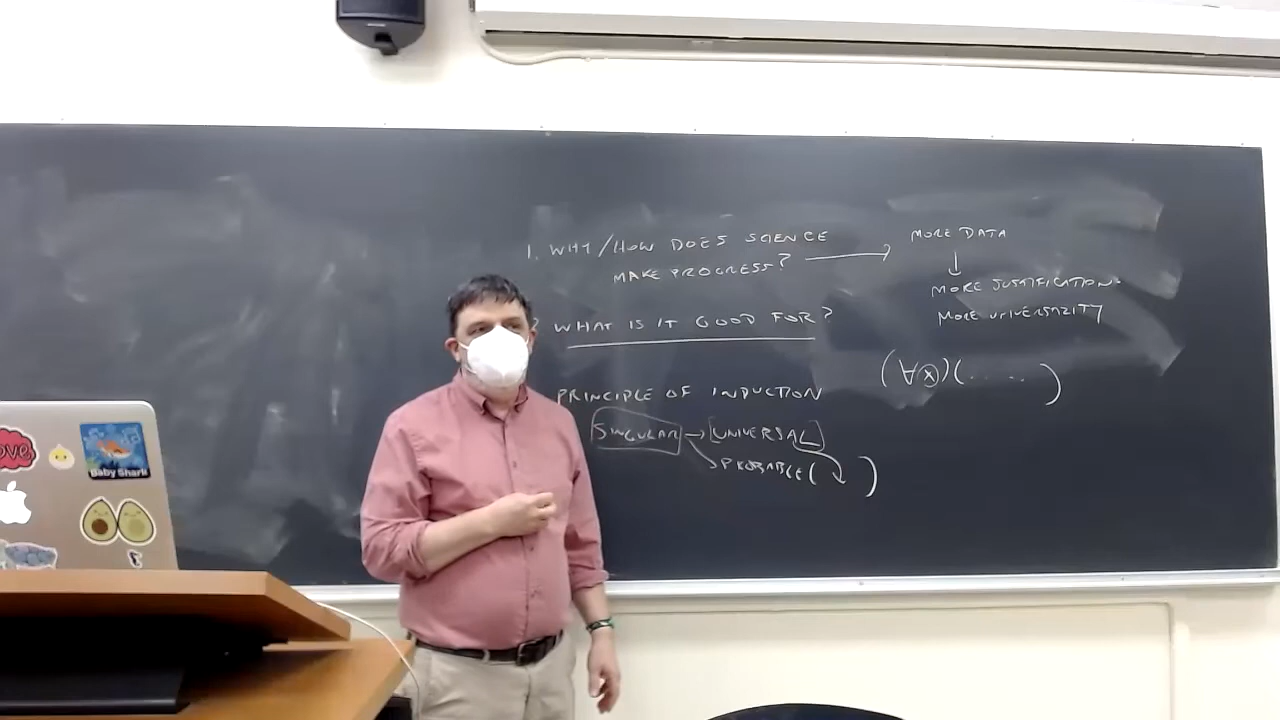 1. WHY/HOW DOES SCIENCE
MAKE PROGRESS? →
MORE DATA
↓
MORE JUSTIFICATION
MORE UNIVERSALITY
? WHAT IS IT GOOD FOR?
(∀x)(.....)
PRINCIPLE OF INDUCTION
SINGULAR → [UNIVERSAL]
PROBABLE( )
Love
Baby Shark